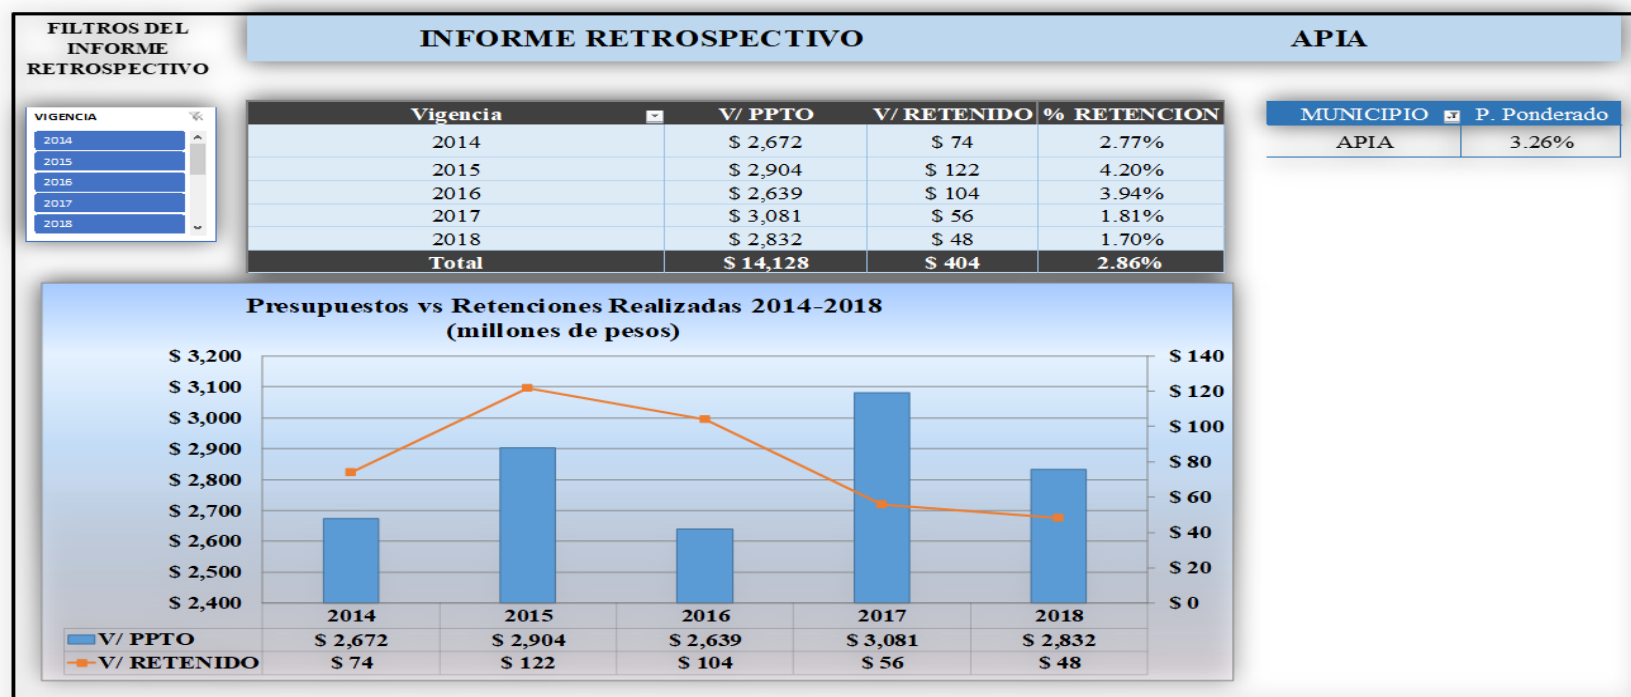 FILTROS DEL
INFORME
RETROSPECTIVO
INFORME RETROSPECTIVO APIA
VIGENCIA
2014
2015
2016
2017
2018
Vigencia V/ PPTO V/ RETENIDO % RETENCION
2014 $ 2,672 $ 74 2.77%
2015 $ 2,904 $ 122 4.20%
2016 $ 2,639 $ 104 3.94%
2017 $ 3,081 $ 56 1.81%
2018 $ 2,832 $ 48 1.70%
Total $ 14,128 $ 404 2.86%
MUNICIPIO P. Ponderado
APIA 3.26%
Presupuestos vs Retenciones Realizadas 2014-2018
(millones de pesos)
$ 3,200 $ 140
$ 3,100 $ 120
$ 3,000 $ 100
$ 2,900 $ 80
$ 2,800 $ 60
$ 2,700 $ 40
$ 2,600 $ 20
$ 2,500 $ 0
$ 2,400
2014 2015 2016 2017 2018
V/ PPTO $ 2,672 $ 2,904 $ 2,639 $ 3,081 $ 2,832
V/ RETENIDO $ 74 $ 122 $ 104 $ 56 $ 48